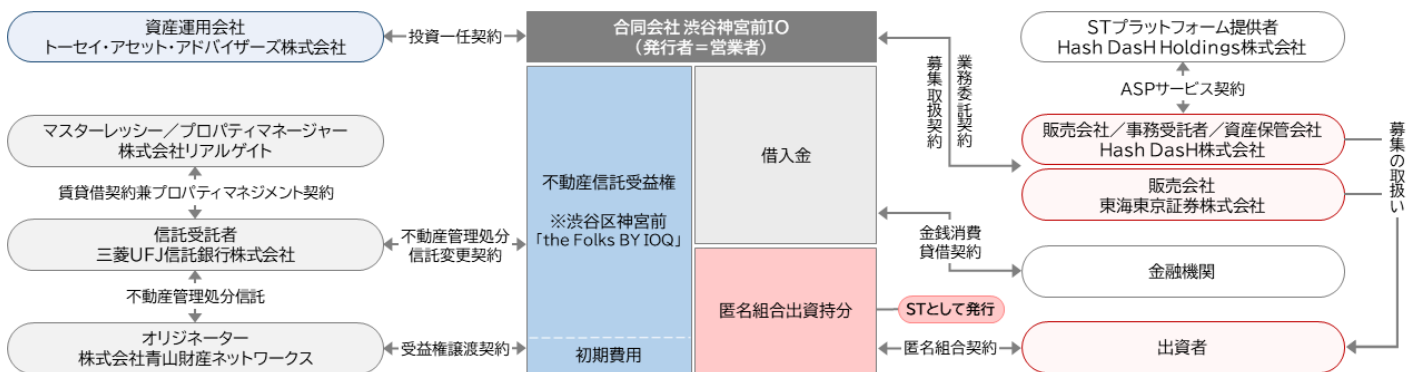 資産運用会社
トーセイ・アセット・アドバイザーズ株式会社
投資一任契約
合同会社 渋谷神宮前IO
（発行者＝営業者）
マスターレッシー／プロパティマネージャー
株式会社リアルゲイト
賃貸借契約兼プロパティマネジメント契約
信託受託者
三菱UFJ信託銀行株式会社
不動産管理処分
信託変更契約
不動産管理処分信託
オリジネーター
株式会社青山財産ネットワークス
受益権譲渡契約
不動産信託受益権
※渋谷区神宮前
「the Folks BY IOQ」
初期費用
借入金
匿名組合出資持分
STとして発行
業務委託契約
募集取扱契約
STプラットフォーム提供者
Hash DasH Holdings株式会社
ASPサービス契約
販売会社／事務受託者／資産保管会社
Hash DasH株式会社
販売会社
東海東京証券株式会社
募集の取扱い
金銭消費
貸借契約
金融機関
匿名組合契約
出資者